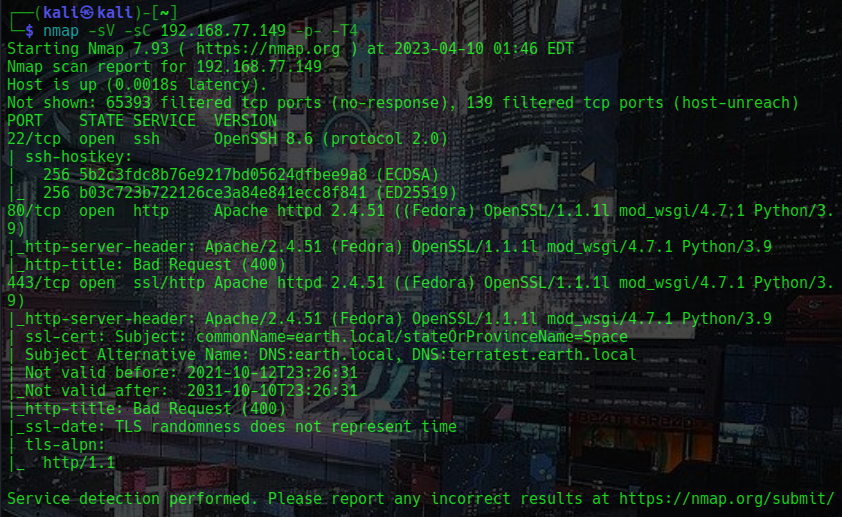 ┌──(kali㉿kali)-[~]
└─$ nmap -sV -sC 192.168.77.149 -p- -T4
Starting Nmap 7.93 ( https://nmap.org ) at 2023-04-10 01:46 EDT
Nmap scan report for 192.168.77.149
Host is up (0.0018s latency).
Not shown: 65393 filtered tcp ports (no-response), 139 filtered tcp ports (host-unreach)
PORT    STATE SERVICE  VERSION
22/tcp  open  ssh      OpenSSH 8.6 (protocol 2.0)
| ssh-hostkey:
|   256 5b2c3fdc8b76e9217bd05624dfbee9a8 (ECDSA)
|_  256 b03c723b722126ce3a84e841ecc8f841 (ED25519)
80/tcp  open  http     Apache httpd 2.4.51 ((Fedora) OpenSSL/1.1.1l mod_wsgi/4.7.1 Python/3.
9)
|_http-server-header: Apache/2.4.51 (Fedora) OpenSSL/1.1.1l mod_wsgi/4.7.1 Python/3.9
|_http-title: Bad Request (400)
443/tcp open  ssl/http Apache httpd 2.4.51 ((Fedora) OpenSSL/1.1.1l mod_wsgi/4.7.1 Python/3.
9)
|_http-server-header: Apache/2.4.51 (Fedora) OpenSSL/1.1.1l mod_wsgi/4.7.1 Python/3.9
| ssl-cert: Subject: commonName=earth.local/stateOrProvinceName=Space
| Subject Alternative Name: DNS:earth.local, DNS:terratest.earth.local
| Not valid before: 2021-10-12T23:26:31
|_Not valid after:  2031-10-10T23:26:31
|_http-title: Bad Request (400)
|_ssl-date: TLS randomness does not represent time
| tls-alpn:
|_  http/1.1
Service detection performed. Please report any incorrect results at https://nmap.org/submit/